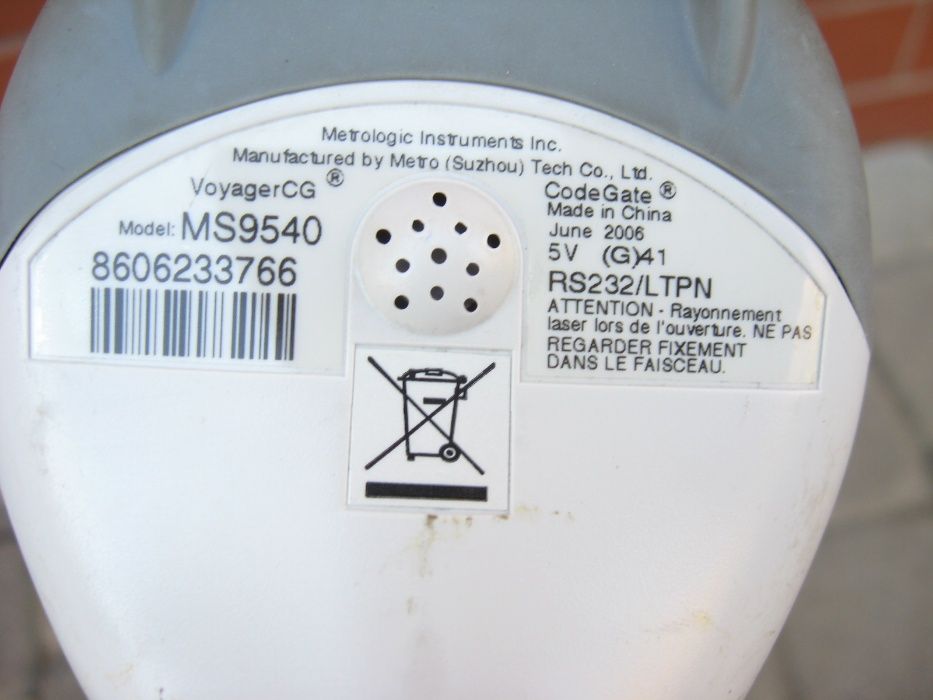 Metrologic Instruments Inc.
Manufactured by Metro (Suzhou) Tech Co., Ltd.
VoyagerCG ®
Model: MS9540
8606233766
CodeGate ®
Made in China
June 2006
5V (G)41
RS232/LTPN
ATTENTION - Rayonnement
laser lors de l'ouverture. NE PAS
REGARDER FIXEMENT
DANS LE FAISCEAU.